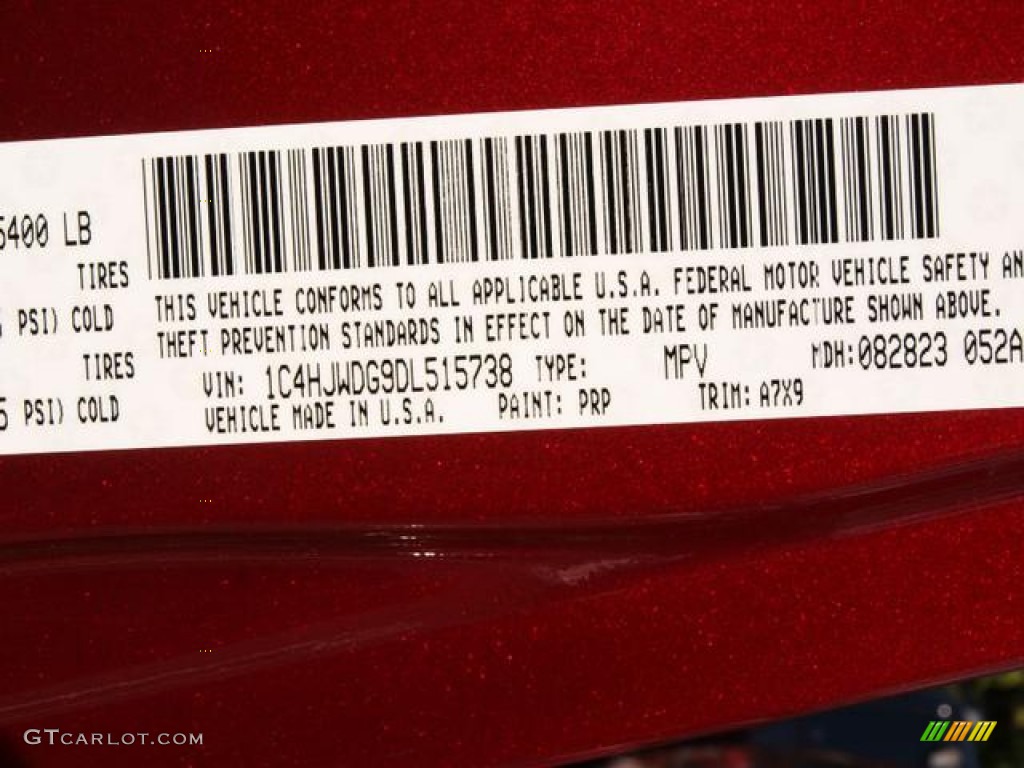 5400 LB
TIRES
PSI) COLD
TIRES
5 PSI) COLD
THIS VEHICLE CONFORMS TO ALL APPLICABLE U.S.A. FEDERAL MOTOR VEHICLE SAFETY AN
THEFT PREVENTION STANDARDS IN EFFECT ON THE DATE OF MANUFACTURE SHOWN ABOVE.
VIN: 1C4HJWDG9DL515738 TYPE: MPV MDH:082823 052A
VEHICLE MADE IN U.S.A. PAINT: PRP TRIM: A7X9
GTCARLOT.COM